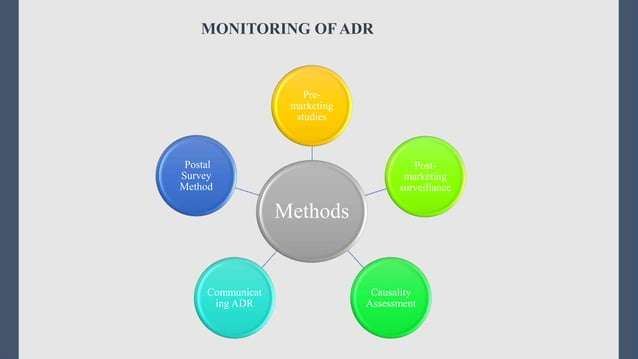 MONITORING OF ADR
Pre-
marketing
studies
Post-
marketing
surveillance
Causality
Assessment
Communicat
ing ADR
Postal
Survey
Method
Methods